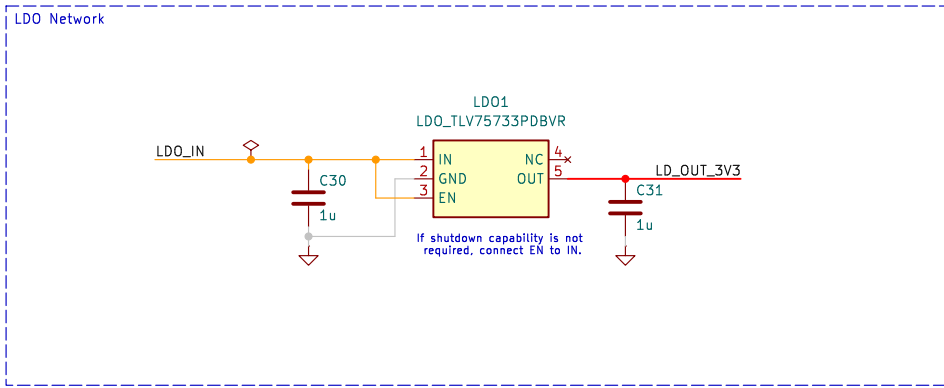 LDO Network
LDO1
LDO_TLV75733PDBVR
LDO_IN
1 IN
NC 4
2 GND
OUT 5
LD_OUT_3V3
3 EN
C30
1u
C31
1u
If shutdown capability is not
required, connect EN to IN.